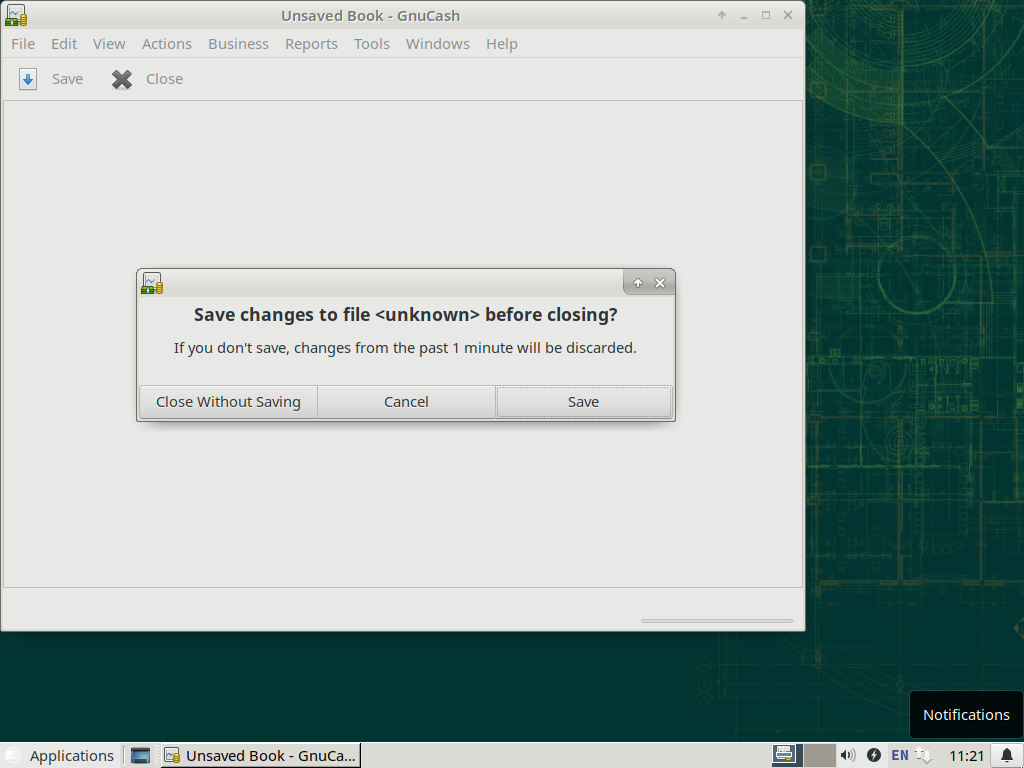 Unsaved Book - GnuCash
File Edit View Actions Business Reports Tools Windows Help
Save Close
Save changes to file <unknown> before closing?
If you don't save, changes from the past 1 minute will be discarded.
Close Without Saving Cancel Save
Notifications
Applications Unsaved Book - GnuCa... EN 11:21